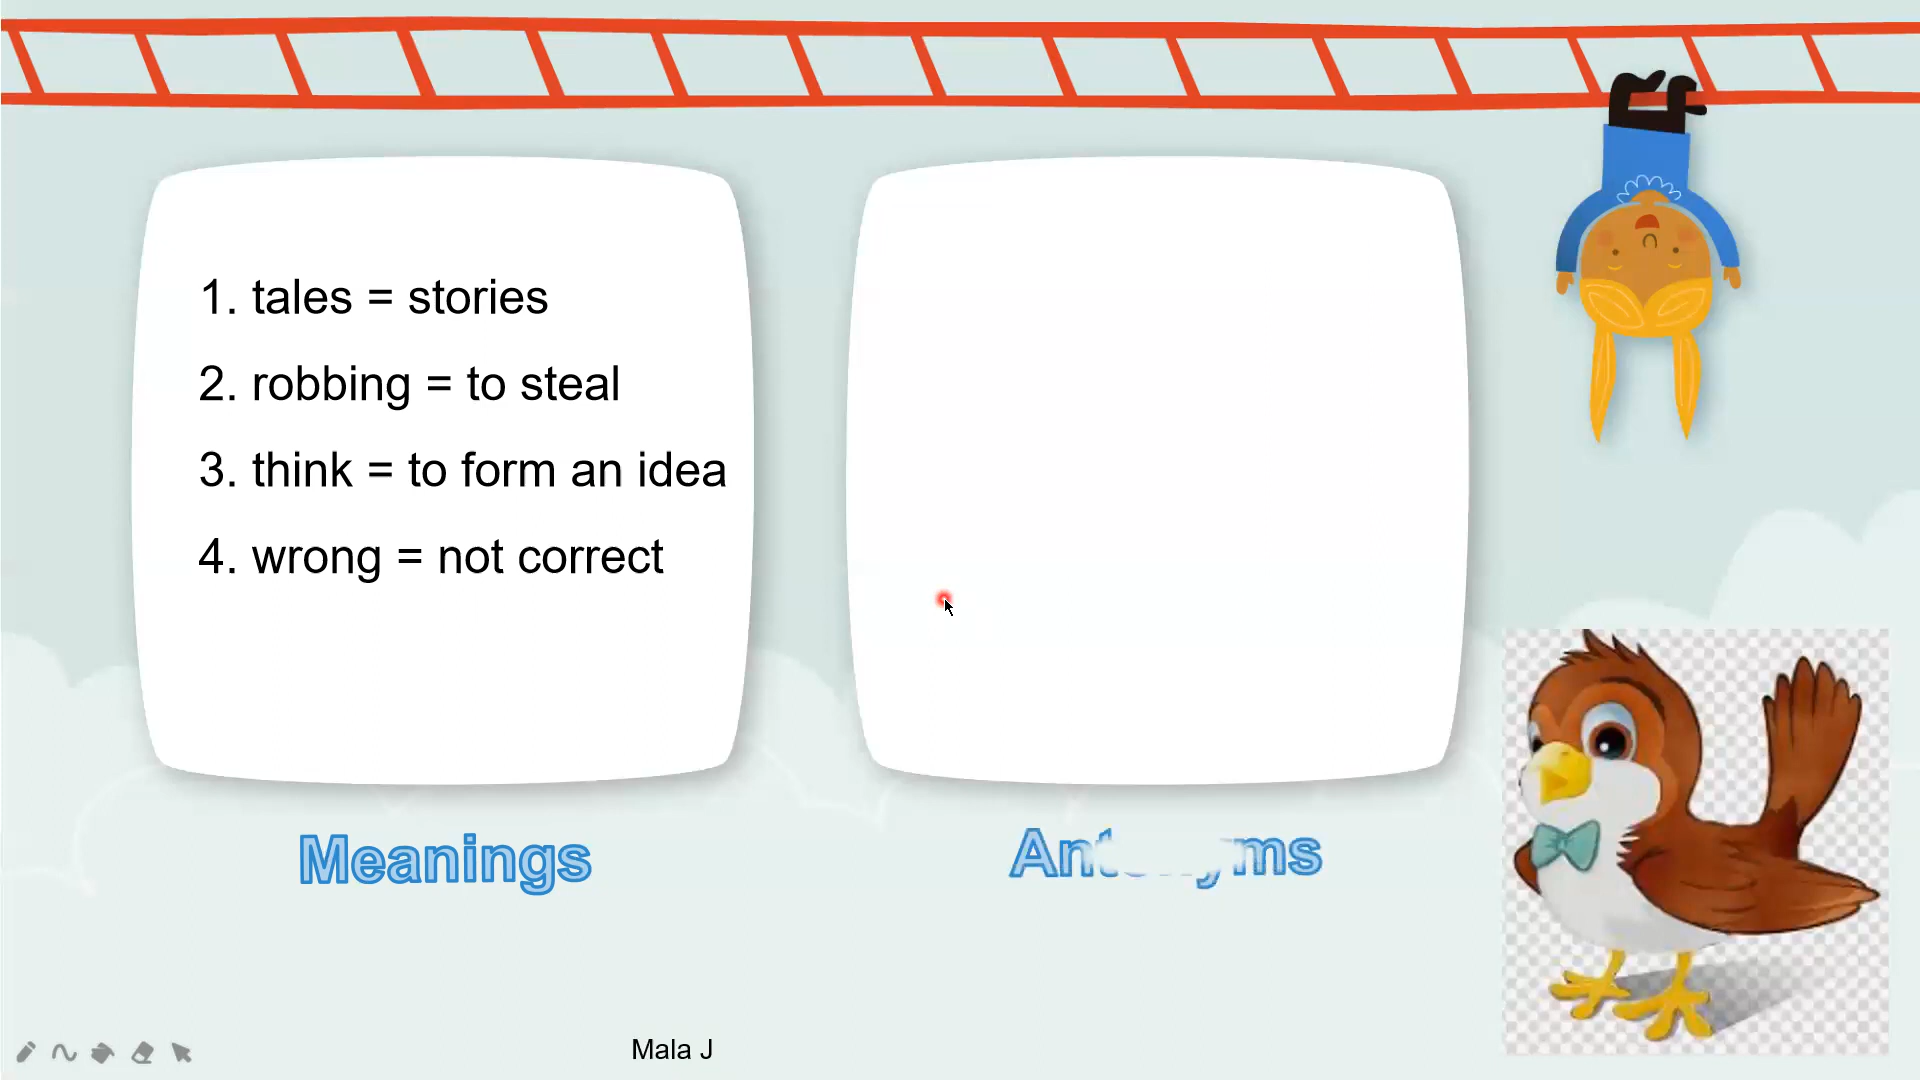 1. tales = stories
2. robbing = to steal
3. think = to form an idea
4. wrong = not correct
Meanings
Mala J